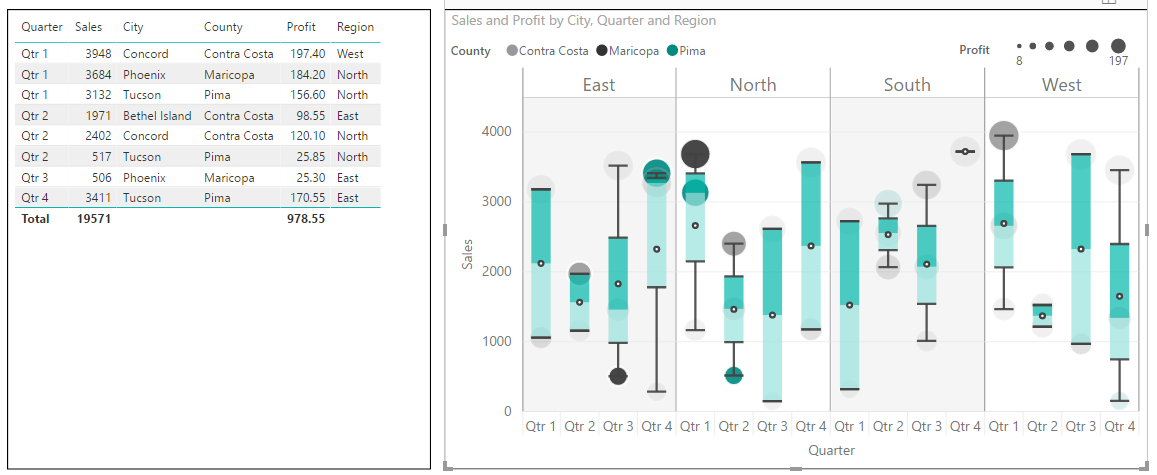 Quarter Sales City County Profit Region
Qtr 1 3948 Concord Contra Costa 197.40 West
Qtr 1 3684 Phoenix Maricopa 184.20 North
Qtr 1 3132 Tucson Pima 156.60 North
Qtr 2 1971 Bethel Island Contra Costa 98.55 East
Qtr 2 2402 Concord Contra Costa 120.10 North
Qtr 2 517 Tucson Pima 25.85 North
Qtr 3 506 Phoenix Maricopa 25.30 East
Qtr 4 3411 Tucson Pima 170.55 East
Total 19571 978.55
Sales and Profit by City, Quarter and Region
County Contra Costa Maricopa Pima Profit
8 197
East North South West
4000
3000
2000
1000
0
Sales
Qtr 1 Qtr 2 Qtr 3 Qtr 4 Qtr 1 Qtr 2 Qtr 3 Qtr 4 Qtr 1 Qtr 2 Qtr 3 Qtr 4 Qtr 1 Qtr 2 Qtr 3 Qtr 4
Quarter